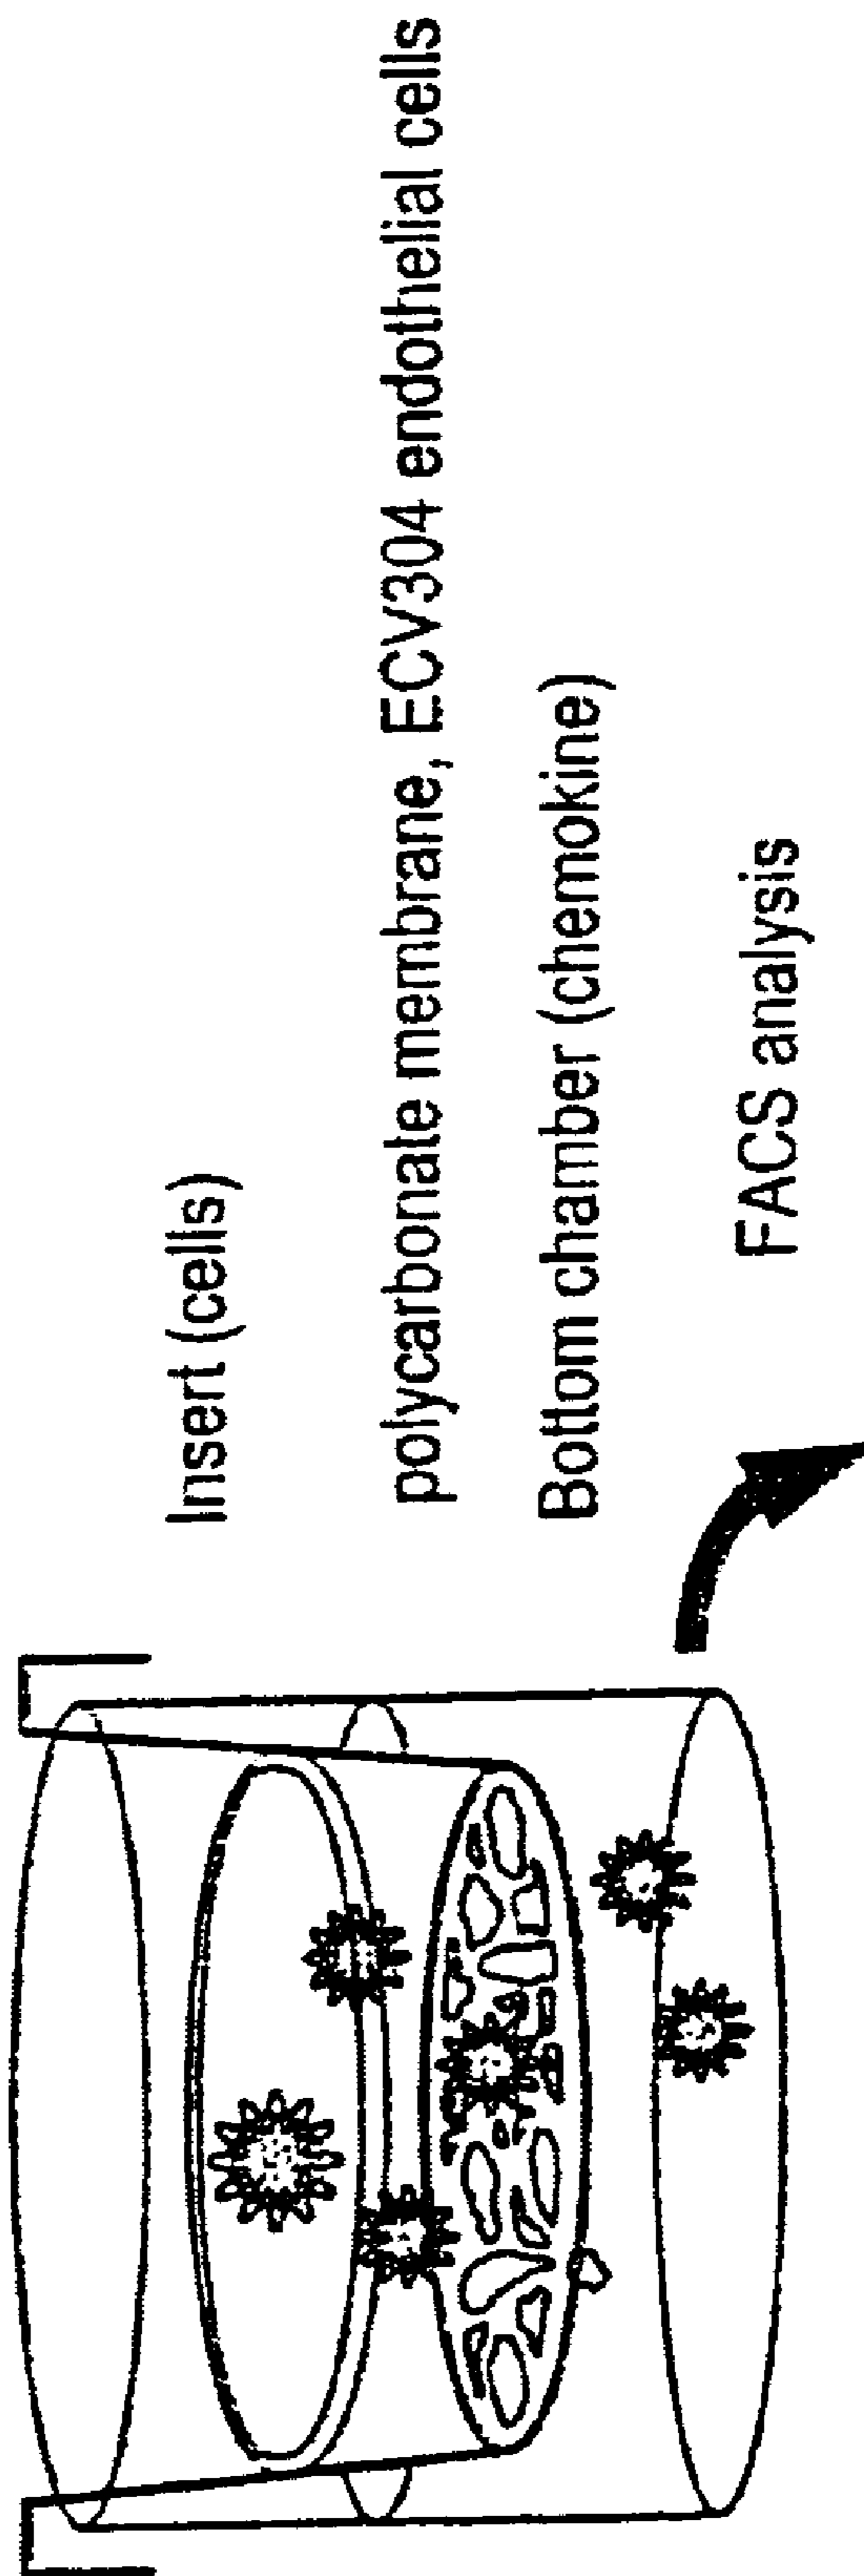 Insert (cells)
polycarbonate membrane, ECV304 endothelial cells
Bottom chamber (chemokine)
FACS analysis